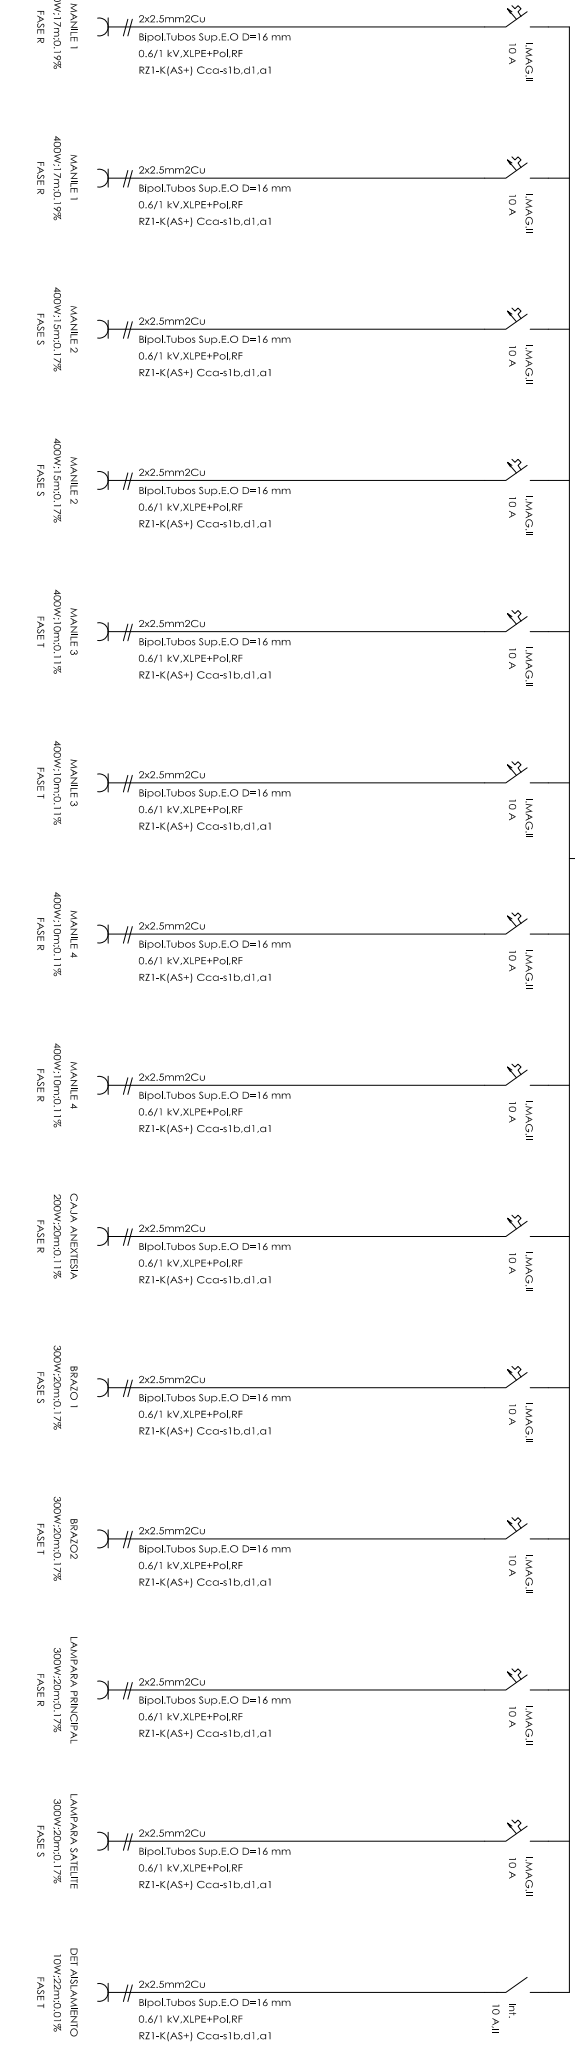 MANILE 1
0W;17m;0.19%
FASE R
2x2.5mm2Cu
Bipol.Tubos Sup.E.O D=16 mm
0.6/1 kV,XLPE+Pol,RF
RZ1-K(AS+) Cca-s1b,d1,a1
I.MAG,II
10 A
MANILE 1
400W;17m;0.19%
FASE R
2x2.5mm2Cu
Bipol.Tubos Sup.E.O D=16 mm
0.6/1 kV,XLPE+Pol,RF
RZ1-K(AS+) Cca-s1b,d1,a1
I.MAG,II
10 A
MANILE 2
400W;15m;0.17%
FASE S
2x2.5mm2Cu
Bipol.Tubos Sup.E.O D=16 mm
0.6/1 kV,XLPE+Pol,RF
RZ1-K(AS+) Cca-s1b,d1,a1
I.MAG,II
10 A
MANILE 2
400W;15m;0.17%
FASE S
2x2.5mm2Cu
Bipol.Tubos Sup.E.O D=16 mm
0.6/1 kV,XLPE+Pol,RF
RZ1-K(AS+) Cca-s1b,d1,a1
I.MAG,II
10 A
MANILE 3
400W;10m;0.11%
FASE T
2x2.5mm2Cu
Bipol.Tubos Sup.E.O D=16 mm
0.6/1 kV,XLPE+Pol,RF
RZ1-K(AS+) Cca-s1b,d1,a1
I.MAG,II
10 A
MANILE 3
400W;10m;0.11%
FASE T
2x2.5mm2Cu
Bipol.Tubos Sup.E.O D=16 mm
0.6/1 kV,XLPE+Pol,RF
RZ1-K(AS+) Cca-s1b,d1,a1
I.MAG,II
10 A
MANILE 4
400W;10m;0.11%
FASE R
2x2.5mm2Cu
Bipol.Tubos Sup.E.O D=16 mm
0.6/1 kV,XLPE+Pol,RF
RZ1-K(AS+) Cca-s1b,d1,a1
I.MAG,II
10 A
MANILE 4
400W;10m;0.11%
FASE R
2x2.5mm2Cu
Bipol.Tubos Sup.E.O D=16 mm
0.6/1 kV,XLPE+Pol,RF
RZ1-K(AS+) Cca-s1b,d1,a1
I.MAG,II
10 A
CAJA ANEXTESIA
200W;20m;0.11%
FASE R
2x2.5mm2Cu
Bipol.Tubos Sup.E.O D=16 mm
0.6/1 kV,XLPE+Pol,RF
RZ1-K(AS+) Cca-s1b,d1,a1
I.MAG,II
10 A
BRAZO 1
300W;20m;0.17%
FASE S
2x2.5mm2Cu
Bipol.Tubos Sup.E.O D=16 mm
0.6/1 kV,XLPE+Pol,RF
RZ1-K(AS+) Cca-s1b,d1,a1
I.MAG,II
10 A
BRAZO2
300W;20m;0.17%
FASE T
2x2.5mm2Cu
Bipol.Tubos Sup.E.O D=16 mm
0.6/1 kV,XLPE+Pol,RF
RZ1-K(AS+) Cca-s1b,d1,a1
I.MAG,II
10 A
LAMPARA PRINCIPAL
300W;20m;0.17%
FASE R
2x2.5mm2Cu
Bipol.Tubos Sup.E.O D=16 mm
0.6/1 kV,XLPE+Pol,RF
RZ1-K(AS+) Cca-s1b,d1,a1
I.MAG,II
10 A
LAMPARA SATELITE
300W;20m;0.17%
FASE S
2x2.5mm2Cu
Bipol.Tubos Sup.E.O D=16 mm
0.6/1 kV,XLPE+Pol,RF
RZ1-K(AS+) Cca-s1b,d1,a1
I.MAG,II
10 A
DET AISLAMIENTO
10W;22m;0.01%
FASE T
2x2.5mm2Cu
Bipol.Tubos Sup.E.O D=16 mm
0.6/1 kV,XLPE+Pol,RF
RZ1-K(AS+) Cca-s1b,d1,a1
Int.
10 A,II